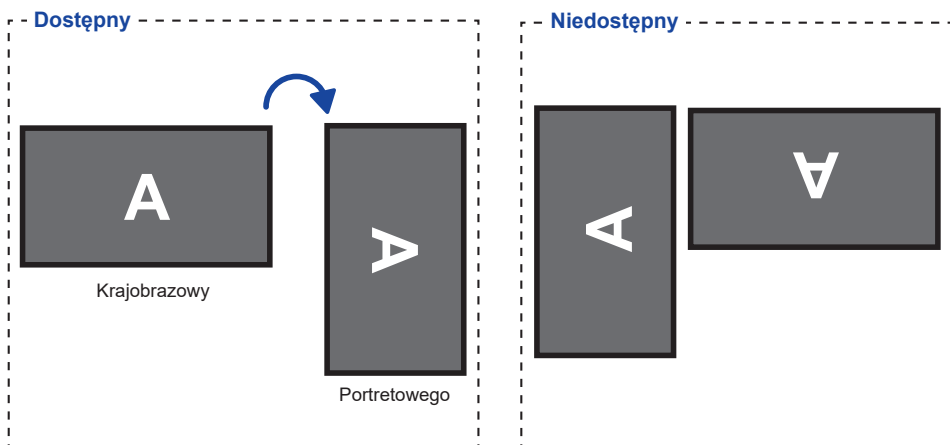 Dostępny
Niedostępny
A
A
A
A
Krajobrazowy
Portretowego